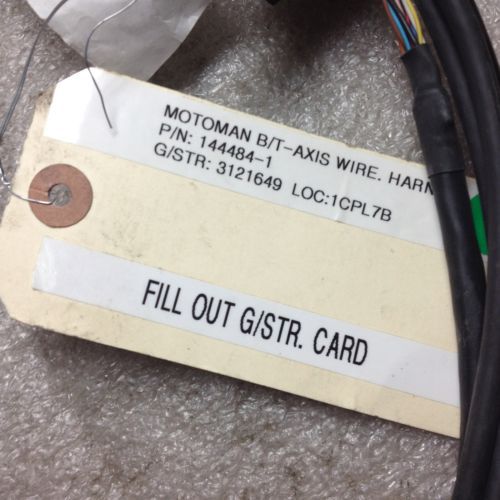 MOTOMAN B/T-AXIS WIRE. HARN
P/N: 144484-1
G/STR: 3121649 LOC:1CPL7B
FILL OUT G/STR. CARD